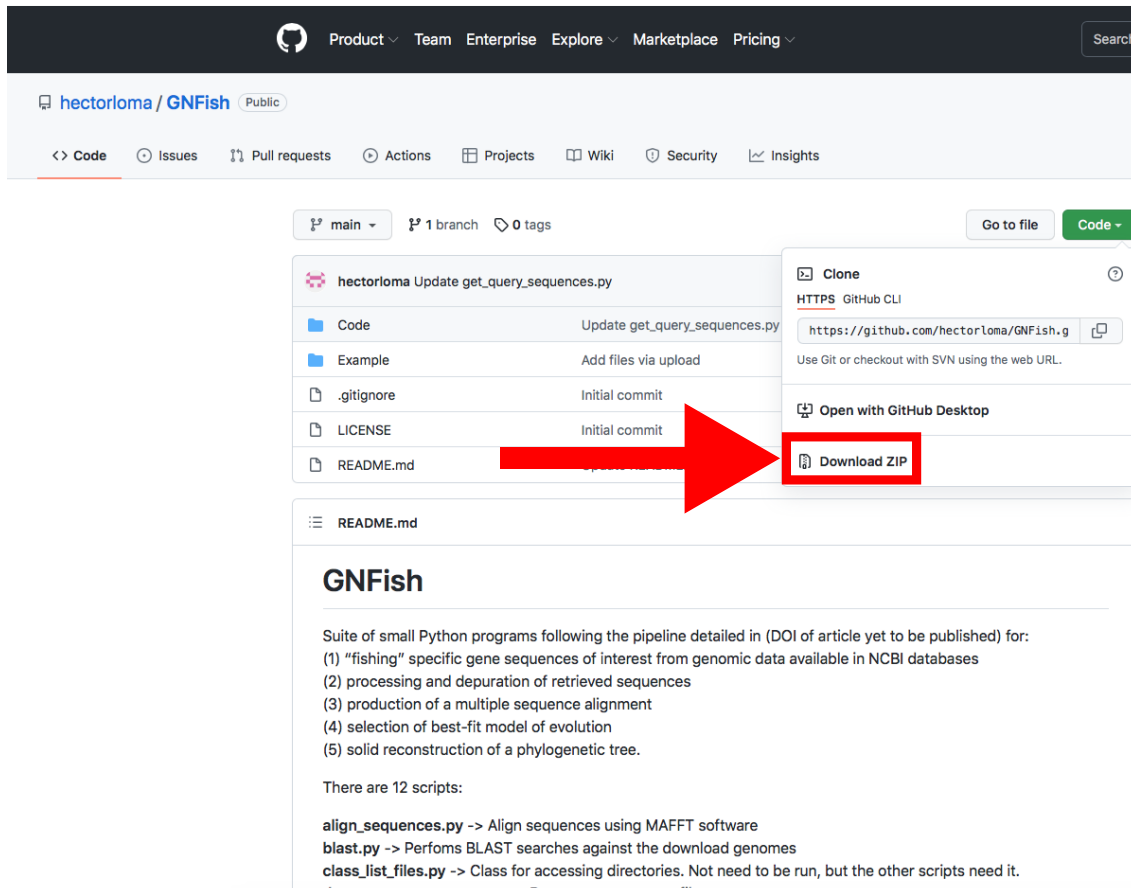 Product Team Enterprise Explore Marketplace Pricing Search
hectorloma / GNFish Public
<> Code Issues Pull requests Actions Projects Wiki Security Insights
main 1 branch 0 tags Go to file Code
hectorloma Update get_query_sequences.py
Code Update get_query_sequences.py
Example Add files via upload
.gitignore Initial commit
LICENSE Initial commit
README.md
Clone
HTTPS GitHub CLI
https://github.com/hectorloma/GNFish.g
Use Git or checkout with SVN using the web URL.
Open with GitHub Desktop
Download ZIP
README.md
GNFish
Suite of small Python programs following the pipeline detailed in (DOI of article yet to be published) for:
(1) “fishing” specific gene sequences of interest from genomic data available in NCBI databases
(2) processing and depuration of retrieved sequences
(3) production of a multiple sequence alignment
(4) selection of best-fit model of evolution
(5) solid reconstruction of a phylogenetic tree.
There are 12 scripts:
align_sequences.py -> Align sequences using MAFFT software
blast.py -> Perfoms BLAST searches against the download genomes
class_list_files.py -> Class for accessing directories. Not need to be run, but the other scripts need it.